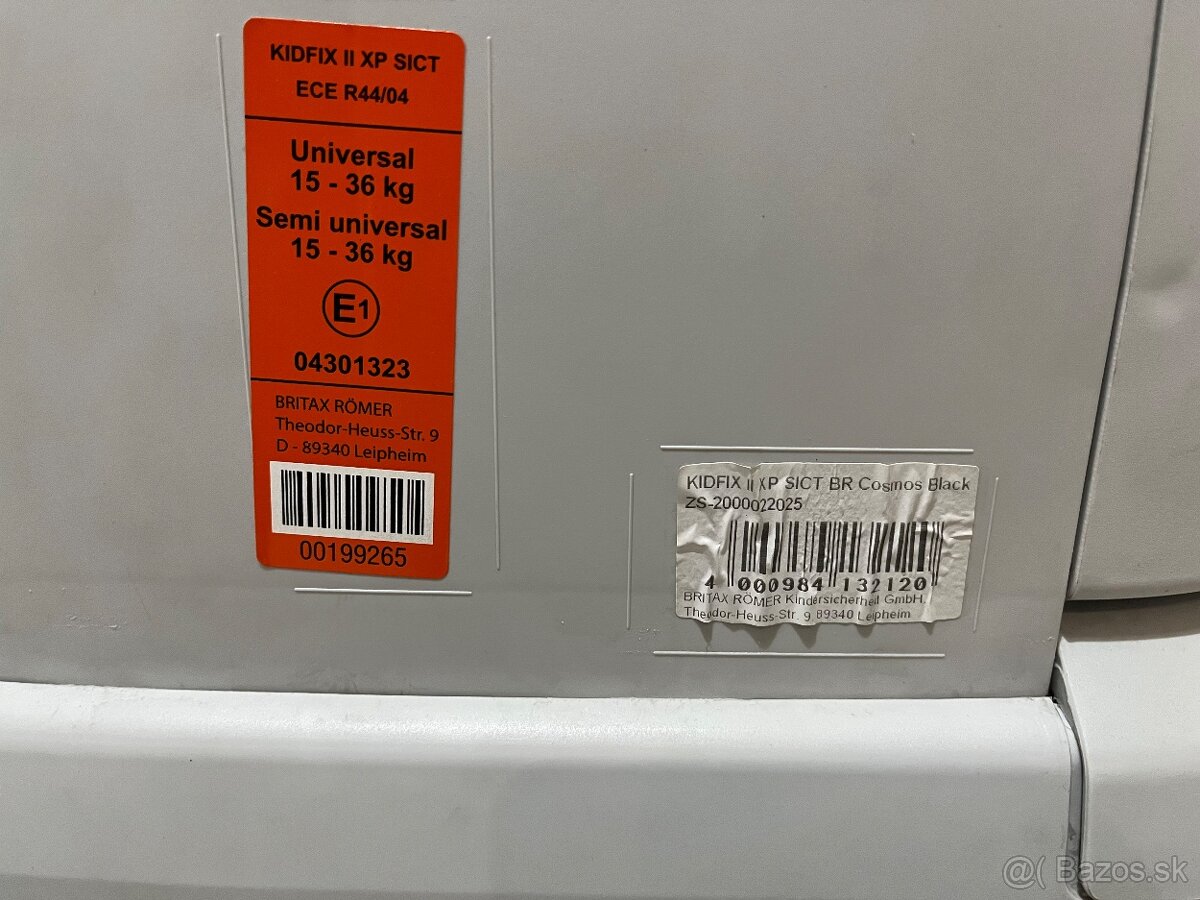 KIDFIX II XP SICT
ECE R44/04
Universal
15 - 36 kg
Semi universal
15 - 36 kg
E1
04301323
BRITAX RÖMER
Theodor-Heuss-Str. 9
D - 89340 Leipheim
00199265
KIDFIX II XP SICT BR Cosmos Black
ZS-2000022025
4 000984 132120
BRITAX RÖMER Kindersicherheit GmbH.
Theodor-Heuss-Str. 9 89340 Leipheim
@( Bazos.sk